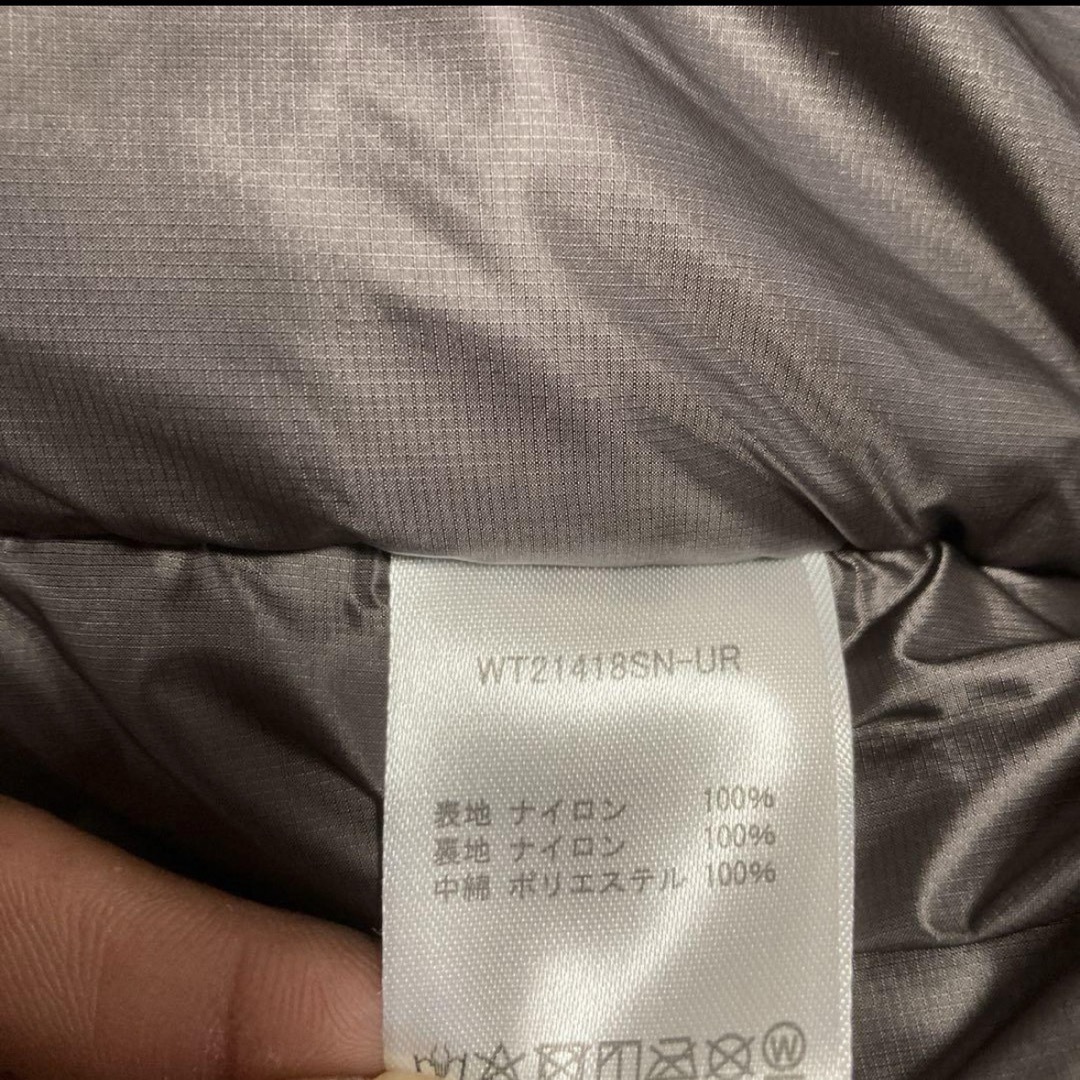 WT21418SN-UR
表地 ナイロン 100%
裏地 ナイロン 100%
中綿 ポリエステル 100%
W